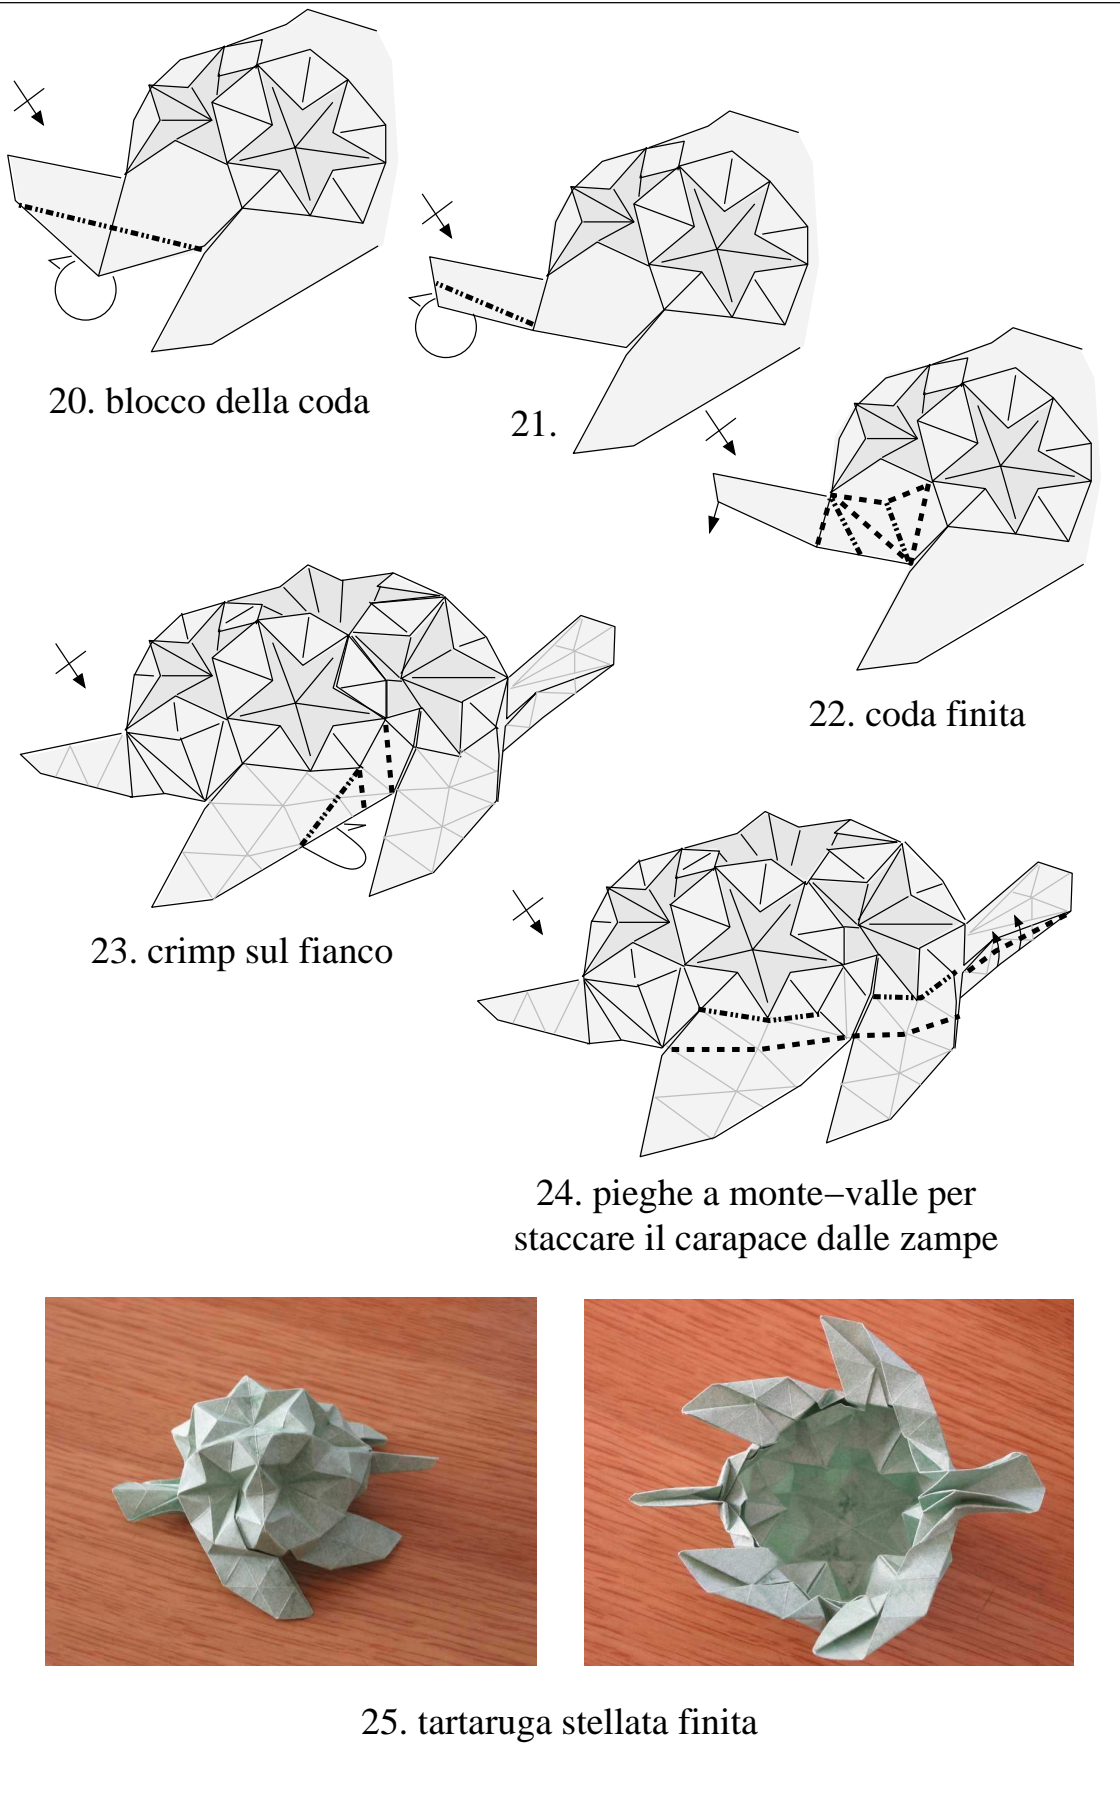 20. blocco della coda
21.
22. coda finita
23. crimp sul fianco
24. pieghe a monte−valle per
staccare il carapace dalle zampe
25. tartaruga stellata finita